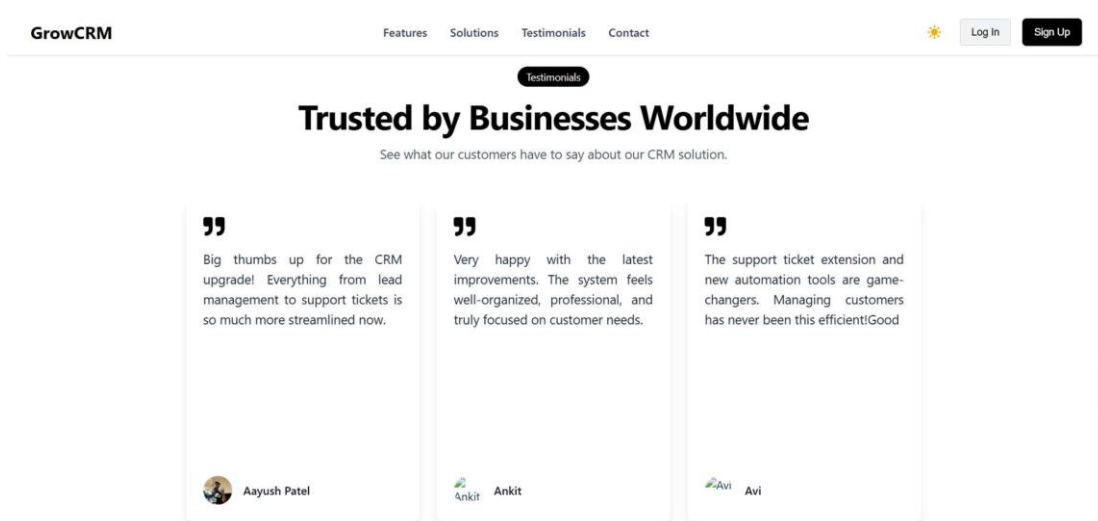 GrowCRM
Features Solutions Testimonials Contact
Log In Sign Up
Testimonials
Trusted by Businesses Worldwide
See what our customers have to say about our CRM solution.
Big thumbs up for the CRM
upgrade! Everything from lead
management to support tickets is
so much more streamlined now.
Aayush Patel
Very happy with the latest
improvements. The system feels
well-organized, professional, and
truly focused on customer needs.
Ankit
Ankit
The support ticket extension and
new automation tools are game-
changers. Managing customers
has never been this efficient!Good
Avi
Avi